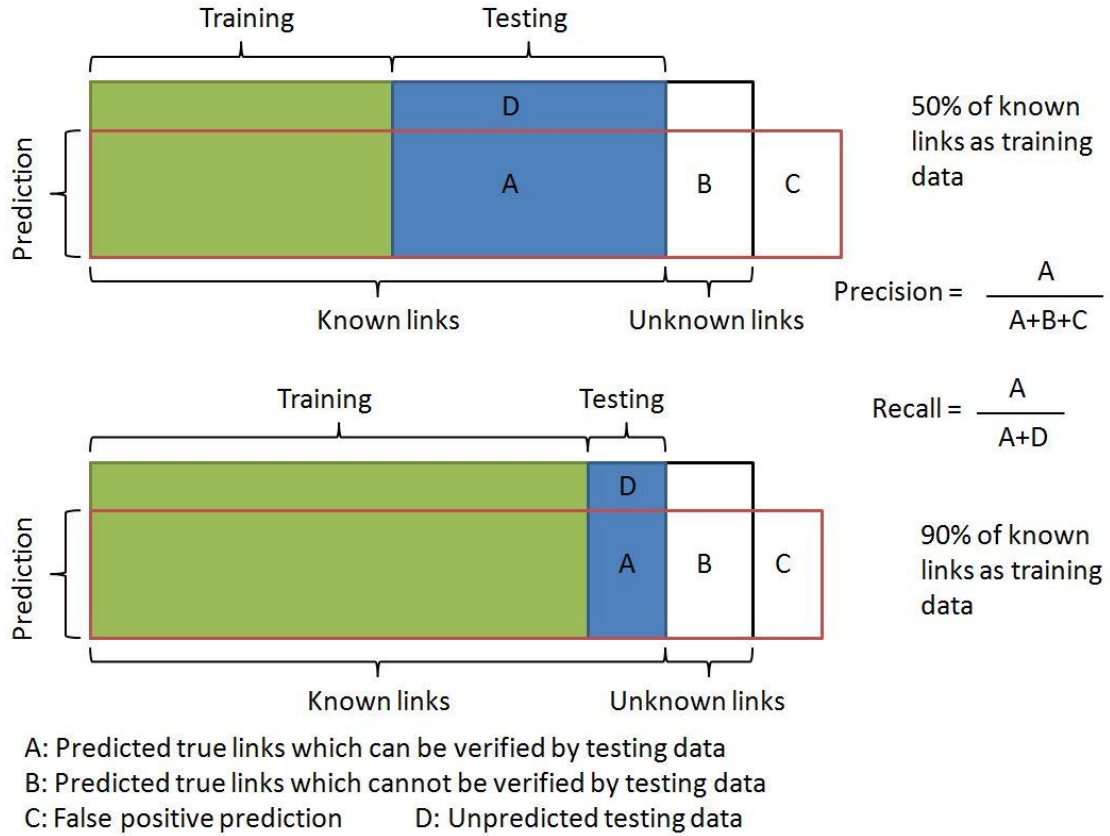 Training
Testing
D
50% of known
links as training
data
Prediction
A
B
C
Known links
Unknown links
Precision =
A
A+B+C
Training
Testing
Recall =
A
A+D
D
Prediction
A
B
C
90% of known
links as training
data
Known links
Unknown links
A: Predicted true links which can be verified by testing data
B: Predicted true links which cannot be verified by testing data
C: False positive prediction
D: Unpredicted testing data